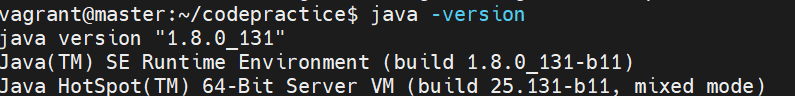 vagrant@master:~/codepractice$ java -version
java version "1.8.0_131"
Java(TM) SE Runtime Environment (build 1.8.0_131-b11)
Java HotSpot(TM) 64-Bit Server VM (build 25.131-b11, mixed mode)